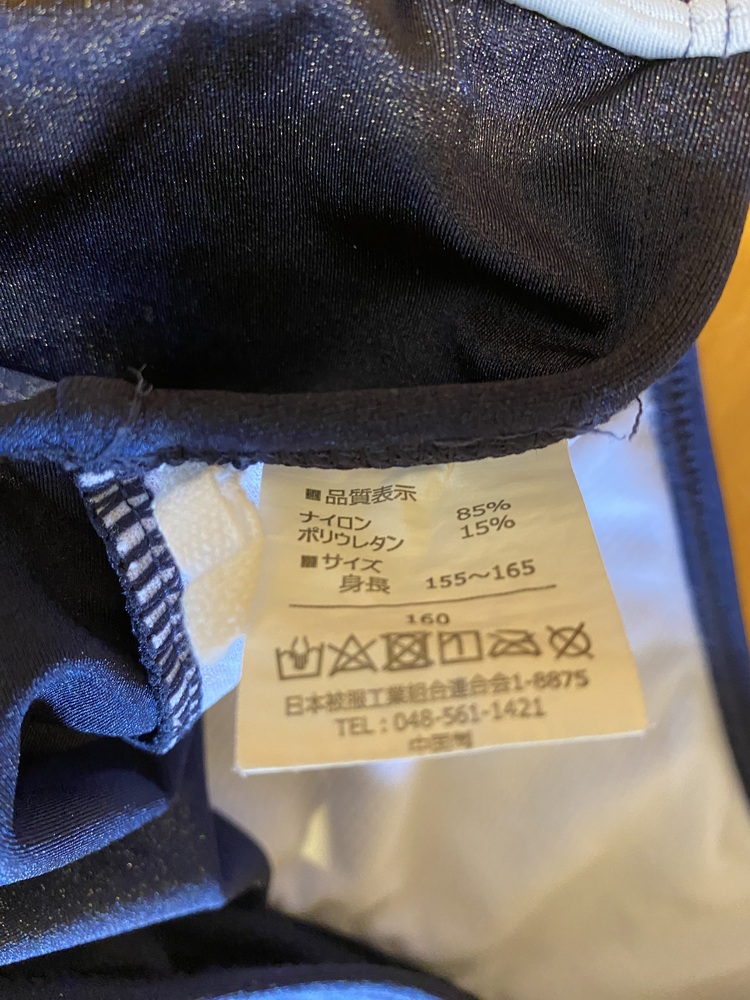 ■品質表示
ナイロン 85%
ポリウレタン 15%
■サイズ
身長 155～165
160
日本被服工業組合連合会1-8875
TEL：048-561-1421
中国製